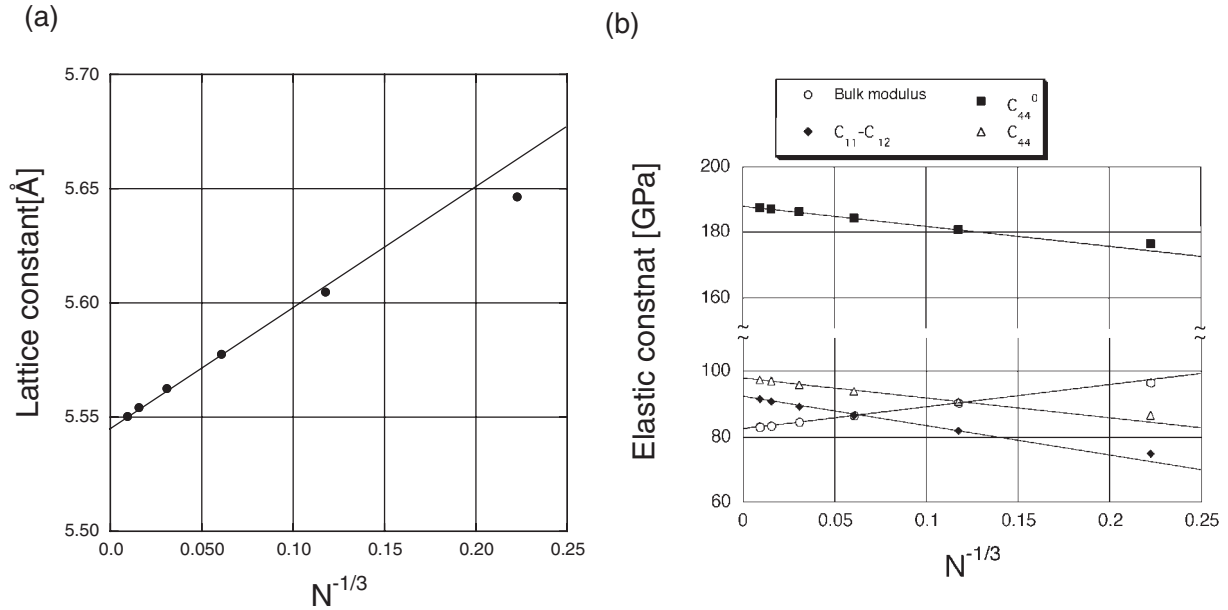 (a)
5.70
5.65
5.60
5.55
5.50
0.0 0.050 0.10 0.15 0.20 0.25
Lattice constant[Å]
N^-1/3
(b)
Bulk modulus
C44^0
C11-C12
C44
200
180
160
100
80
60
0 0.05 0.1 0.15 0.2 0.25
Elastic constnat [GPa]
N^-1/3